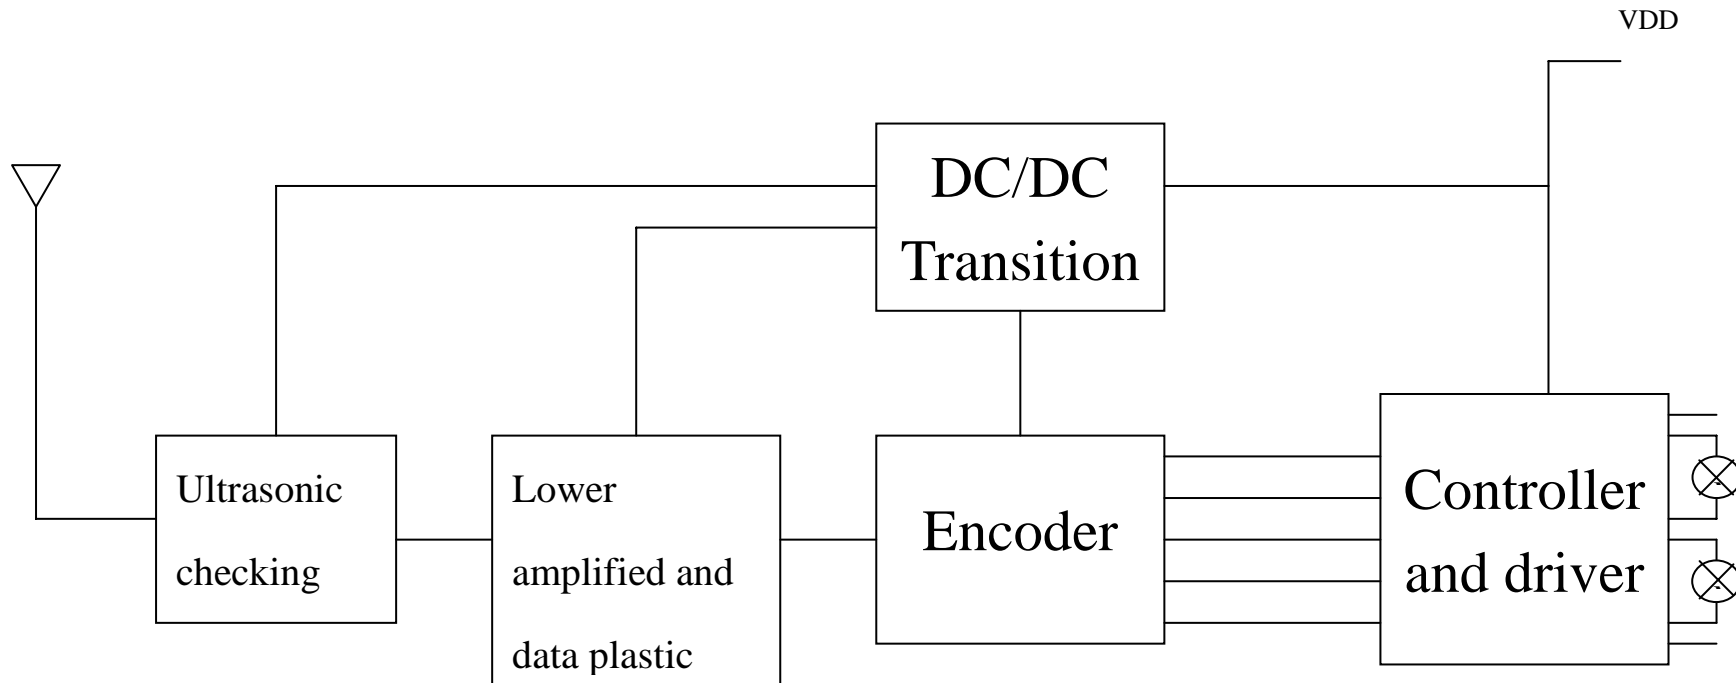 VDD
DC/DC
Transition
Ultrasonic
checking
Lower
amplified and
data plastic
Encoder
Controller
and driver